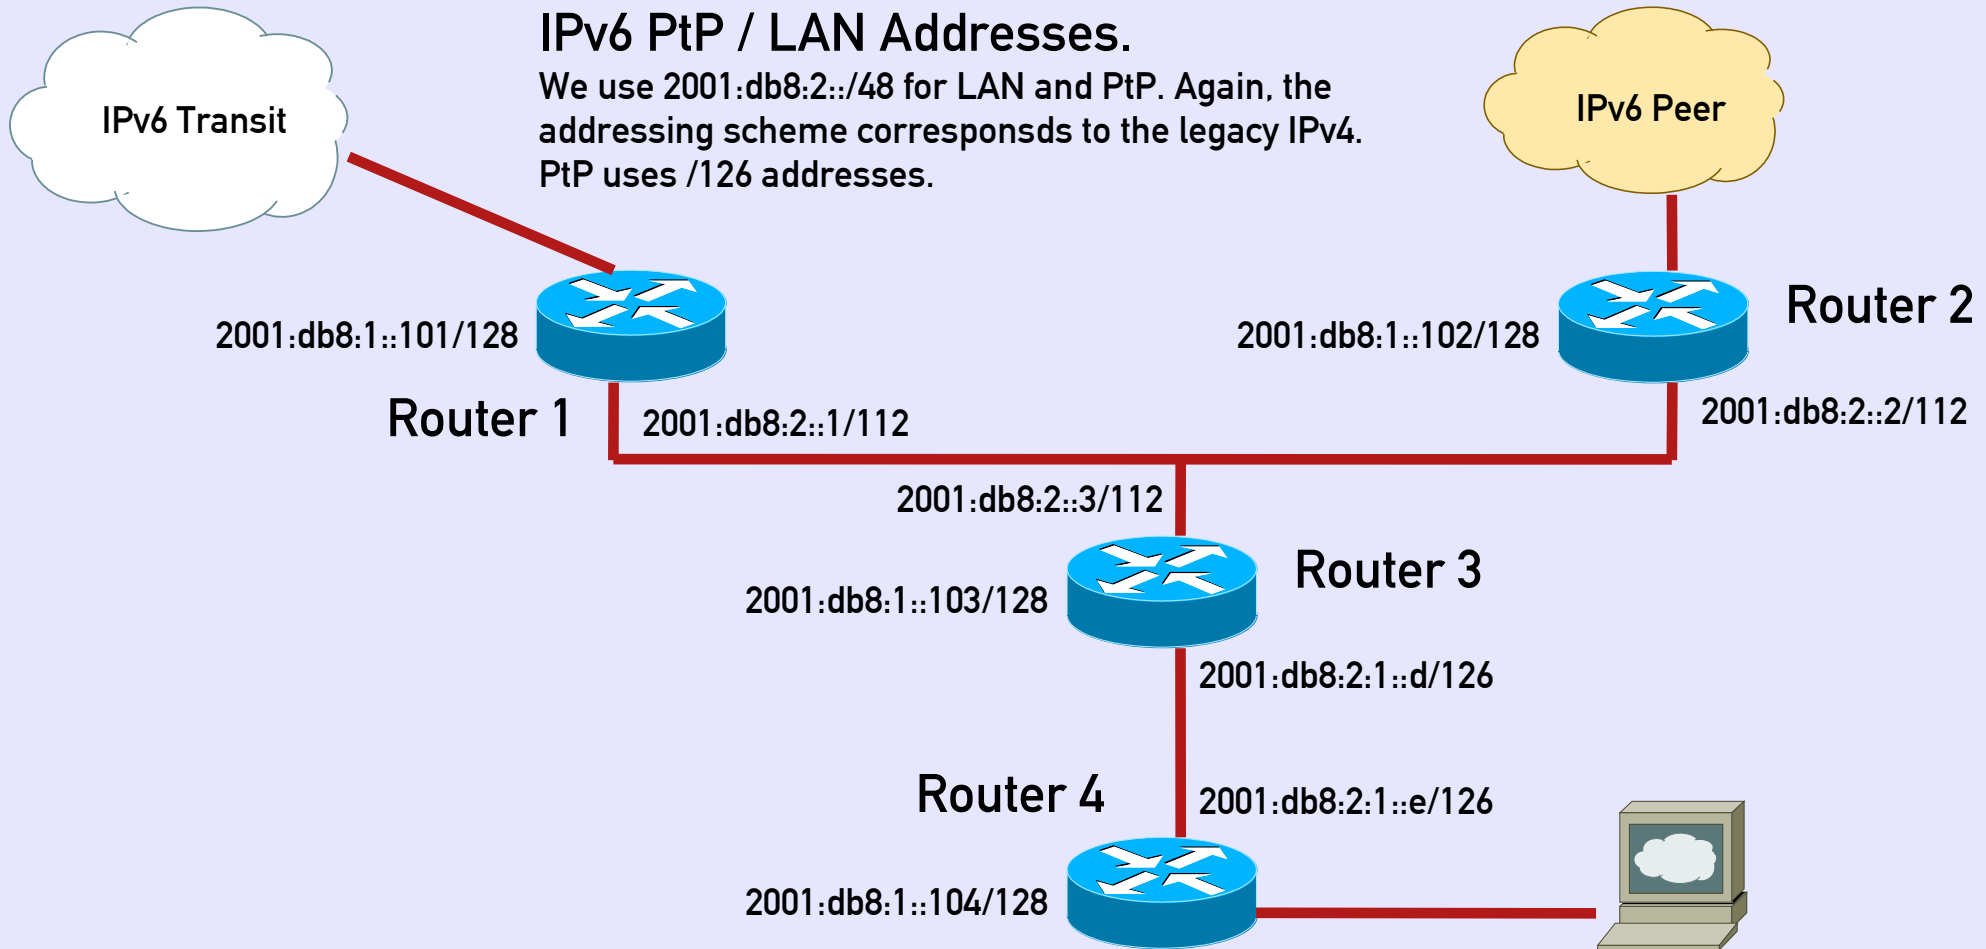 IPv6 PtP / LAN Addresses.
We use 2001:db8:2::/48 for LAN and PtP. Again, the
addressing scheme corresponsds to the legacy IPv4.
PtP uses /126 addresses.
IPv6 Transit
IPv6 Peer
2001:db8:1::101/128
Router 1
2001:db8:2::1/112
2001:db8:1::102/128
Router 2
2001:db8:2::2/112
2001:db8:2::3/112
2001:db8:1::103/128
Router 3
2001:db8:2:1::d/126
Router 4
2001:db8:2:1::e/126
2001:db8:1::104/128